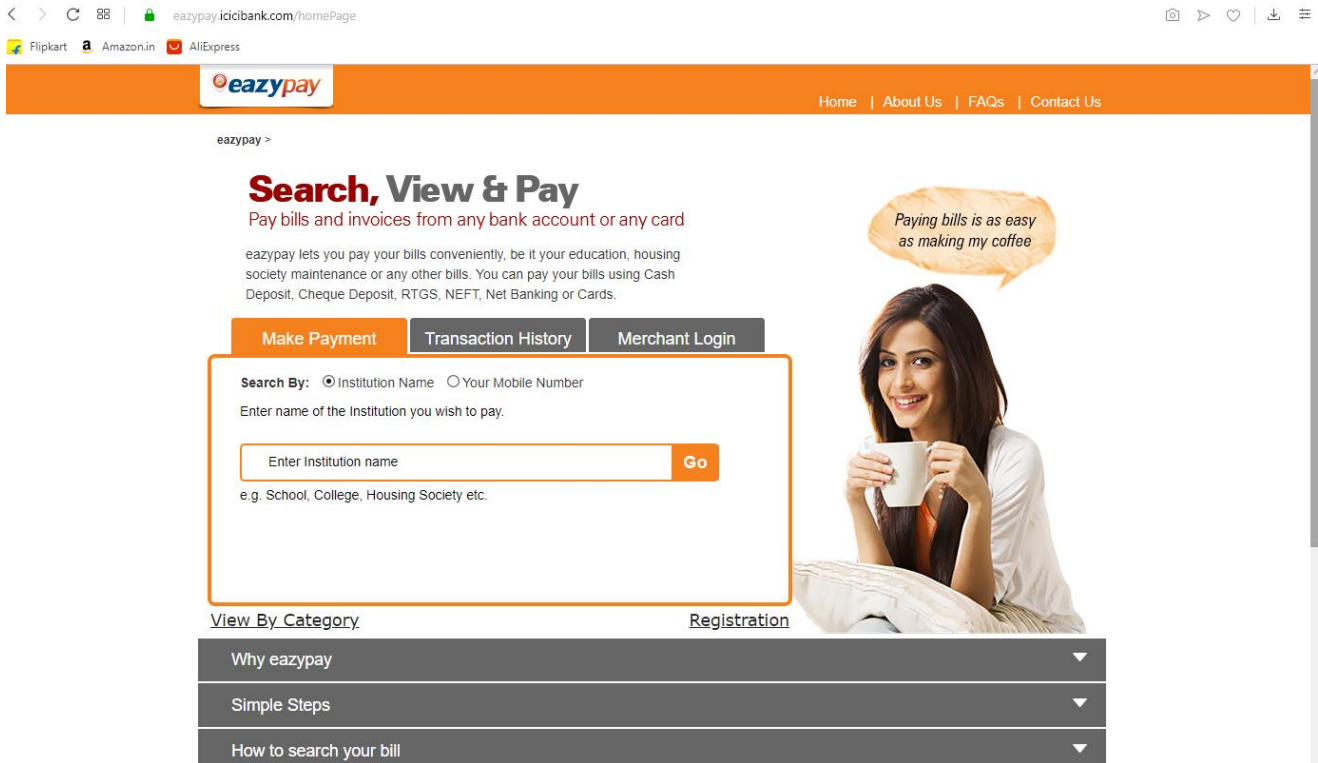 eazypay.icicibank.com/homePage
Flipkart a Amazon.in AliExpress
eazypay
Home | About Us | FAQs | Contact Us
eazypay >
Search, View & Pay
Pay bills and invoices from any bank account or any card
eazypay lets you pay your bills conveniently, be it your education, housing
society maintenance or any other bills. You can pay your bills using Cash
Deposit, Cheque Deposit, RTGS, NEFT, Net Banking or Cards.
Paying bills is as easy
as making my coffee
Make Payment Transaction History Merchant Login
Search By: Institution Name Your Mobile Number
Enter name of the Institution you wish to pay.
Enter Institution name Go
e.g. School, College, Housing Society etc.
View By Category Registration
Why eazypay
Simple Steps
How to search your bill